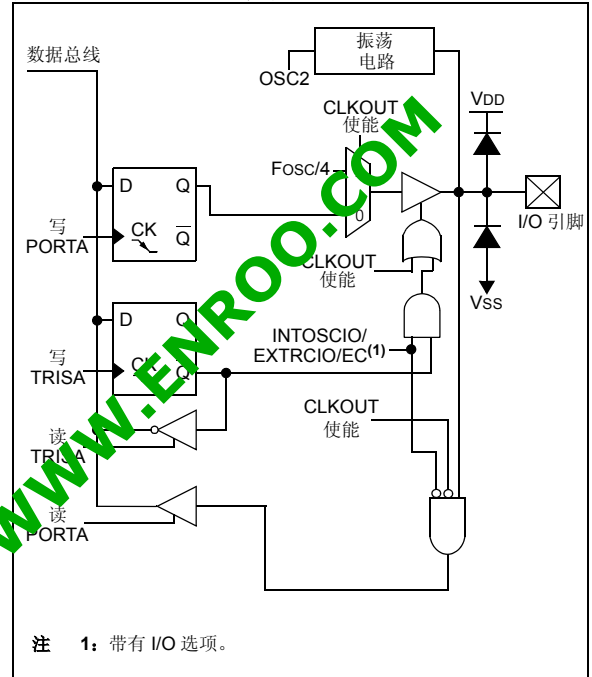 数据总线
振荡
电路
OSC2
CLKOUT
使能
VDD
FOSC/4
D Q
0
写
PORTA
CK
Q
I/O 引脚
CLKOUT
使能
VSS
D Q
INTOSCIO/
EXTRCIO/EC(1)
写
TRISA
CK
Q
CLKOUT
使能
读
TRISA
读
PORTA
注 1: 带有 I/O 选项。
WWW.ENROO.COM